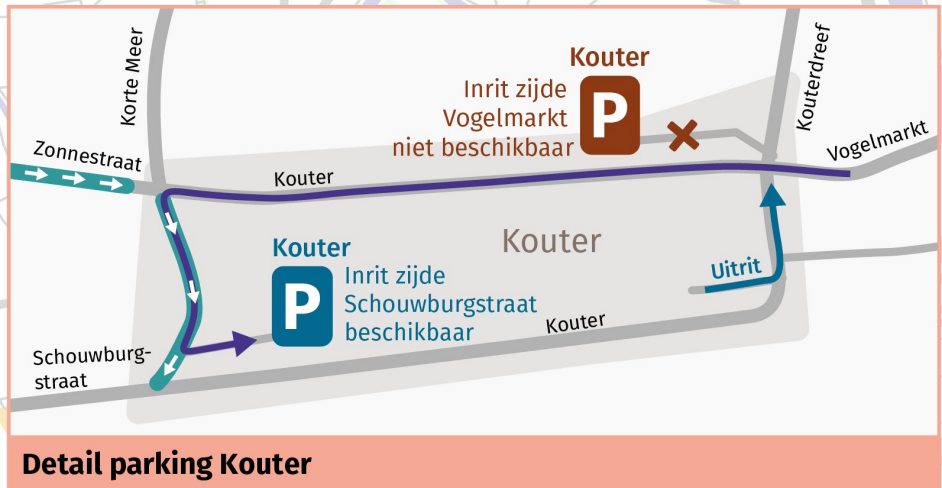 Korte Meer
Kouter
Inrit zijde
Vogelmarkt
niet beschikbaar
P
Kouterdreef
Vogelmarkt
Zonnestraat
Kouter
Kouter
Kouter
P
Inrit zijde
Schouwburgstraat
beschikbaar
Uitrit
Kouter
Schouwburg-
straat
Detail parking Kouter